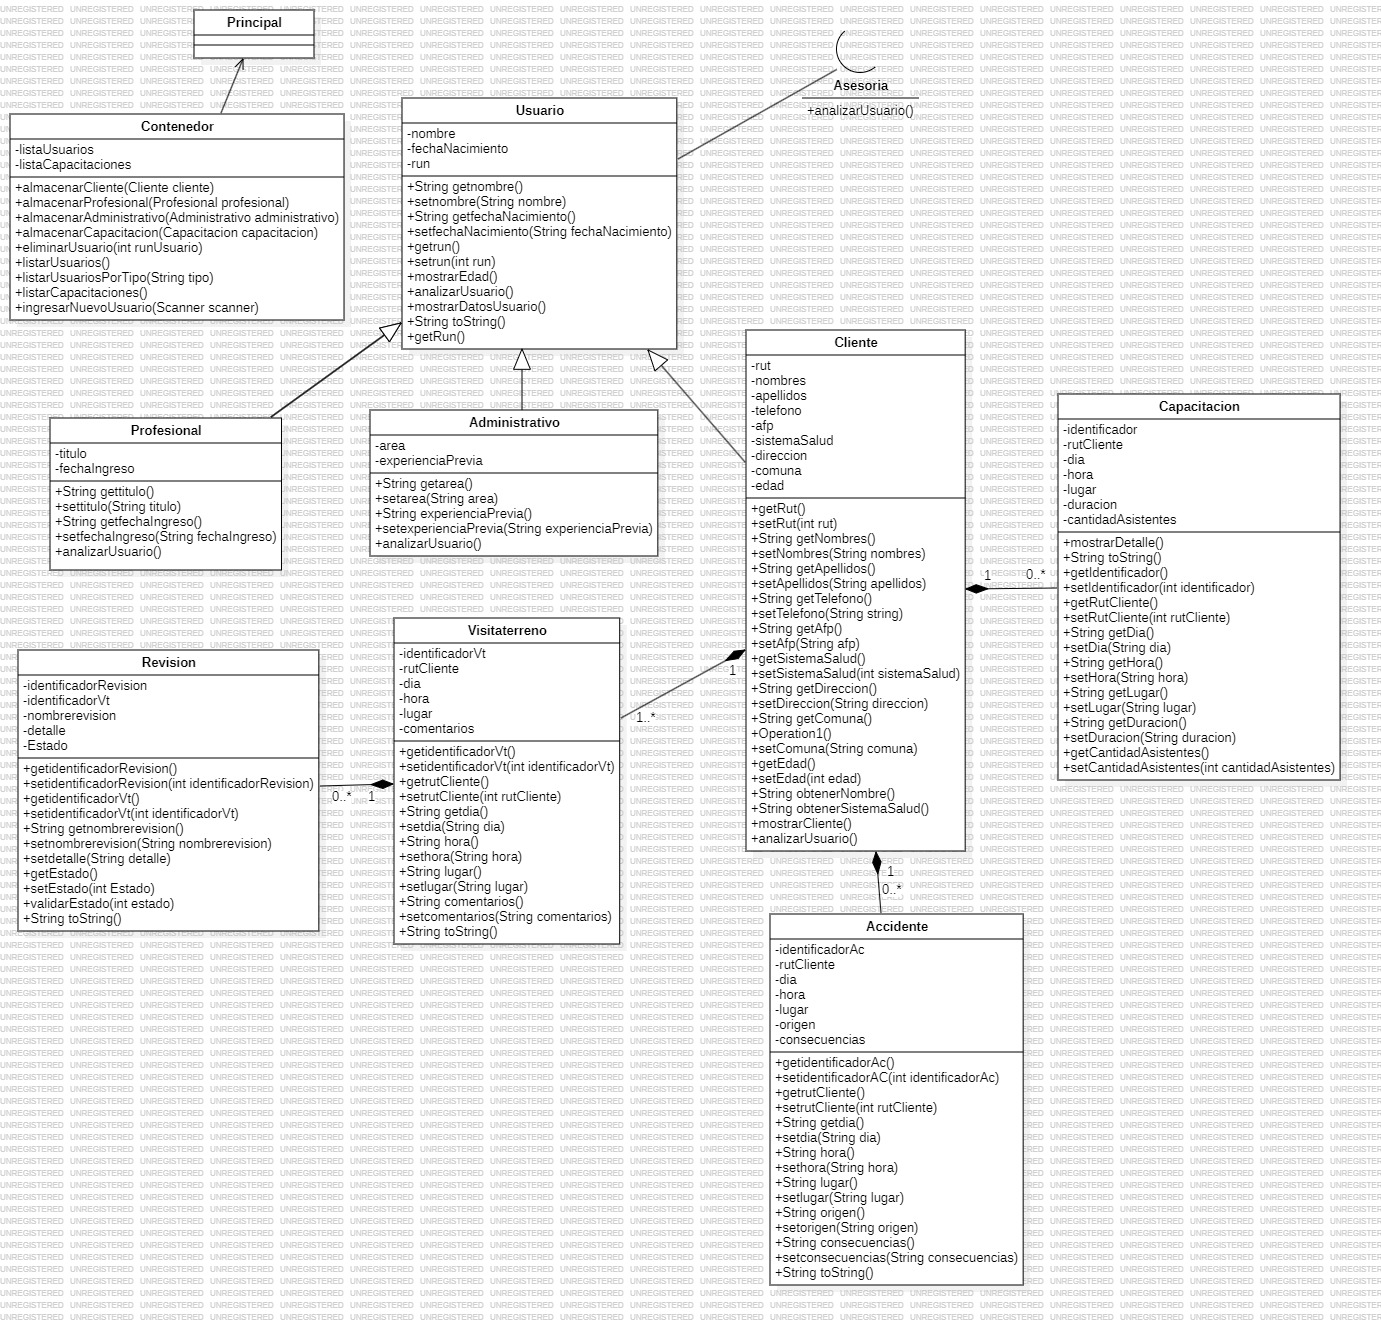 Principal
Contenedor
-listaUsuarios
-listaCapacitaciones
+almacenarCliente(Cliente cliente)
+almacenarProfesional(Profesional profesional)
+almacenarAdministrativo(Administrativo administrativo)
+almacenarCapacitacion(Capacitacion capacitacion)
+eliminarUsuario(int runUsuario)
+listarUsuarios()
+listarUsuariosPorTipo(String tipo)
+listarCapacitaciones()
+ingresarNuevoUsuario(Scanner scanner)
Usuario
-nombre
-fechaNacimiento
-run
+String getnombre()
+setnombre(String nombre)
+String getfechaNacimiento()
+setfechaNacimiento(String fechaNacimiento)
+getrun()
+setrun(int run)
+mostrarEdad()
+analizarUsuario()
+mostrarDatosUsuario()
+String toString()
+getRun()
Asesoria
+analizarUsuario()
Profesional
-titulo
-fechaIngreso
+String gettitulo()
+settitulo(String titulo)
+String getfechaIngreso()
+setfechaIngreso(String fechaIngreso)
+analizarUsuario()
Administrativo
-area
-experienciaPrevia
+String getarea()
+setarea(String area)
+String experienciaPrevia()
+setexperienciaPrevia(String experienciaPrevia)
+analizarUsuario()
Cliente
-rut
-nombres
-apellidos
-telefono
-afp
-sistemaSalud
-direccion
-comuna
-edad
+getRut()
+setRut(int rut)
+String getNombres()
+setNombres(String nombres)
+String getApellidos()
+setApellidos(String apellidos)
+String getTelefono()
+setTelefono(String string)
+String getAfp()
+setAfp(String afp)
+getSistemaSalud()
+setSistemaSalud(int sistemaSalud)
+String getDireccion()
+setDireccion(String direccion)
+String getComuna()
+Operation1()
+setComuna(String comuna)
+getEdad()
+setEdad(int edad)
+String obtenerNombre()
+String obtenerSistemaSalud()
+mostrarCliente()
+analizarUsuario()
1
0..*
Capacitacion
-identificador
-rutCliente
-dia
-hora
-lugar
-duracion
-cantidadAsistentes
+mostrarDetalle()
+String toString()
+getIdentificador()
+setIdentificador(int identificador)
+getRutCliente()
+setRutCliente(int rutCliente)
+String getDia()
+setDia(String dia)
+String getHora()
+setHora(String hora)
+String getLugar()
+setLugar(String lugar)
+String getDuracion()
+setDuracion(String duracion)
+getCantidadAsistentes()
+setCantidadAsistentes(int cantidadAsistentes)
Revision
-identificadorRevision
-identificadorVt
-nombrerevision
-detalle
-Estado
+getidentificadorRevision()
+setidentificadorRevision(int identificadorRevision)
+getidentificadorVt()
+setidentificadorVt(int identificadorVt)
+String getnombrerevision()
+setnombrerevision(String nombrerevision)
+setdetalle(String detalle)
+getEstado()
+setEstado(int Estado)
+validarEstado(int estado)
+String toString()
0..*
1
Visitaterreno
-identificadorVt
-rutCliente
-dia
-hora
-lugar
-comentarios
+getidentificadorVt()
+setidentificadorVt(int identificadorVt)
+getrutCliente()
+setrutCliente(int rutCliente)
+String getdia()
+setdia(String dia)
+String hora()
+sethora(String hora)
+String lugar()
+setlugar(String lugar)
+String comentarios()
+setcomentarios(String comentarios)
+String toString()
1
1..*
1
0..*
Accidente
-identificadorAc
-rutCliente
-dia
-hora
-lugar
-origen
-consecuencias
+getidentificadorAc()
+setidentificadorAC(int identificadorAc)
+getrutCliente()
+setrutCliente(int rutCliente)
+String getdia()
+setdia(String dia)
+String hora()
+sethora(String hora)
+String lugar()
+setlugar(String lugar)
+String origen()
+setorigen(String origen)
+String consecuencias()
+setconsecuencias(String consecuencias)
+String toString()
UNREGISTERED